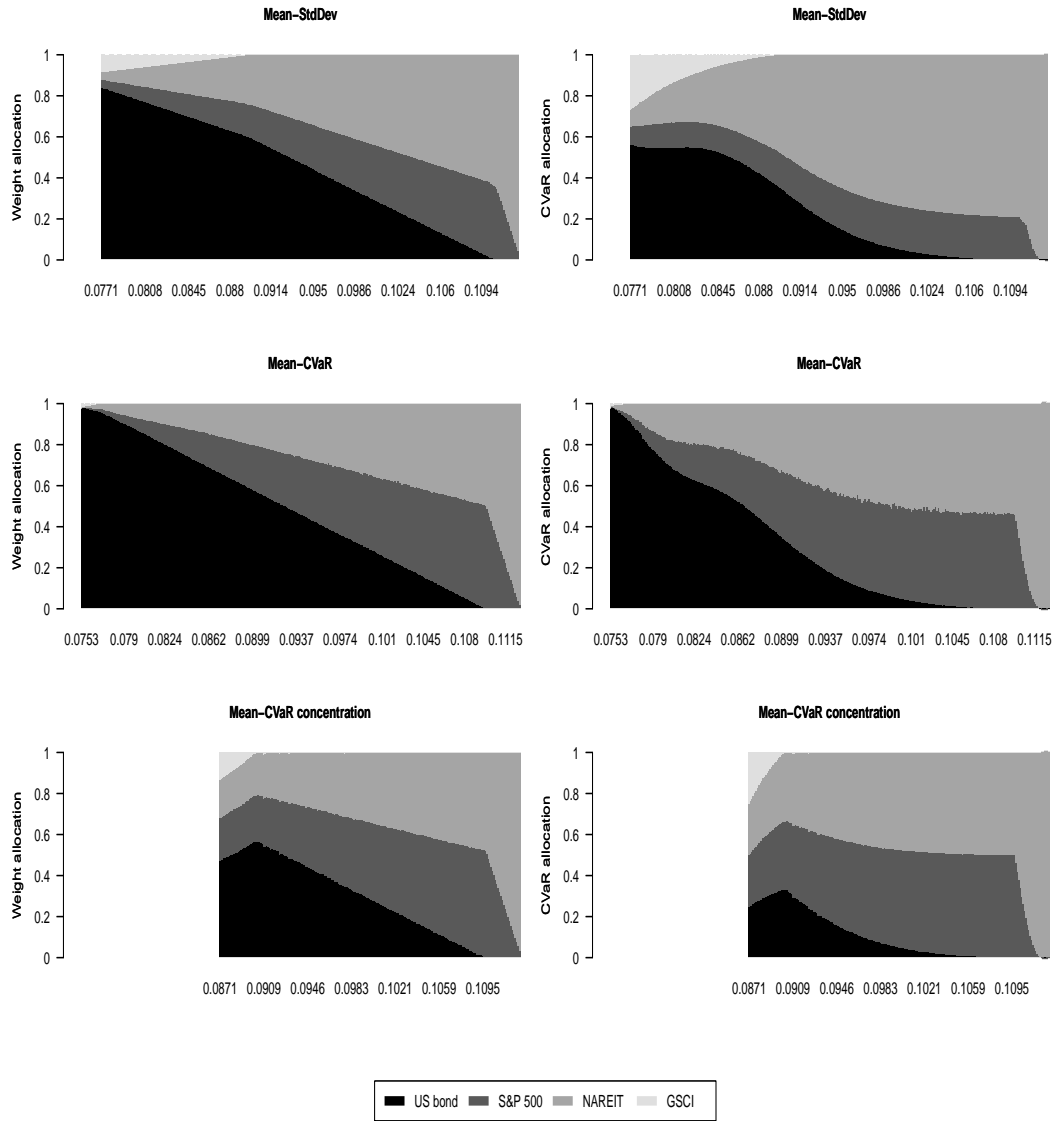 Mean-StdDev
Weight allocation
1
0.8
0.6
0.4
0.2
0
0.0771 0.0808 0.0845 0.088 0.0914 0.095 0.0986 0.1024 0.106 0.1094
Mean-StdDev
CVaR allocation
1
0.8
0.6
0.4
0.2
0
0.0771 0.0808 0.0845 0.088 0.0914 0.095 0.0986 0.1024 0.106 0.1094
Mean-CVaR
Weight allocation
1
0.8
0.6
0.4
0.2
0
0.0753 0.079 0.0824 0.0862 0.0899 0.0937 0.0974 0.101 0.1045 0.108 0.1115
Mean-CVaR
CVaR allocation
1
0.8
0.6
0.4
0.2
0
0.0753 0.079 0.0824 0.0862 0.0899 0.0937 0.0974 0.101 0.1045 0.108 0.1115
Mean-CVaR concentration
Weight allocation
1
0.8
0.6
0.4
0.2
0
0.0871 0.0909 0.0946 0.0983 0.1021 0.1059 0.1095
Mean-CVaR concentration
CVaR allocation
1
0.8
0.6
0.4
0.2
0
0.0871 0.0909 0.0946 0.0983 0.1021 0.1059 0.1095
US bond S&P 500 NAREIT GSCI